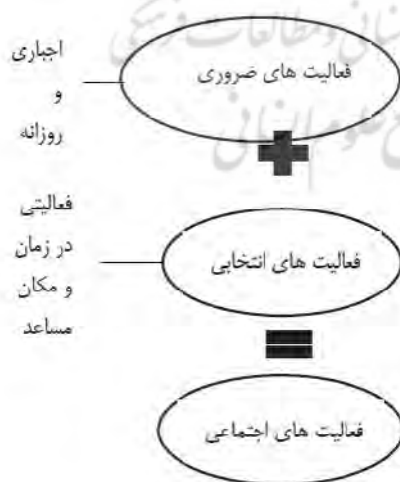 اجباری
و
روزانه
فعالیت های ضروری
فعالیتی
در زمان
و مکان
مساعد
فعالیت های انتخابی
فعالیت های اجتماعی